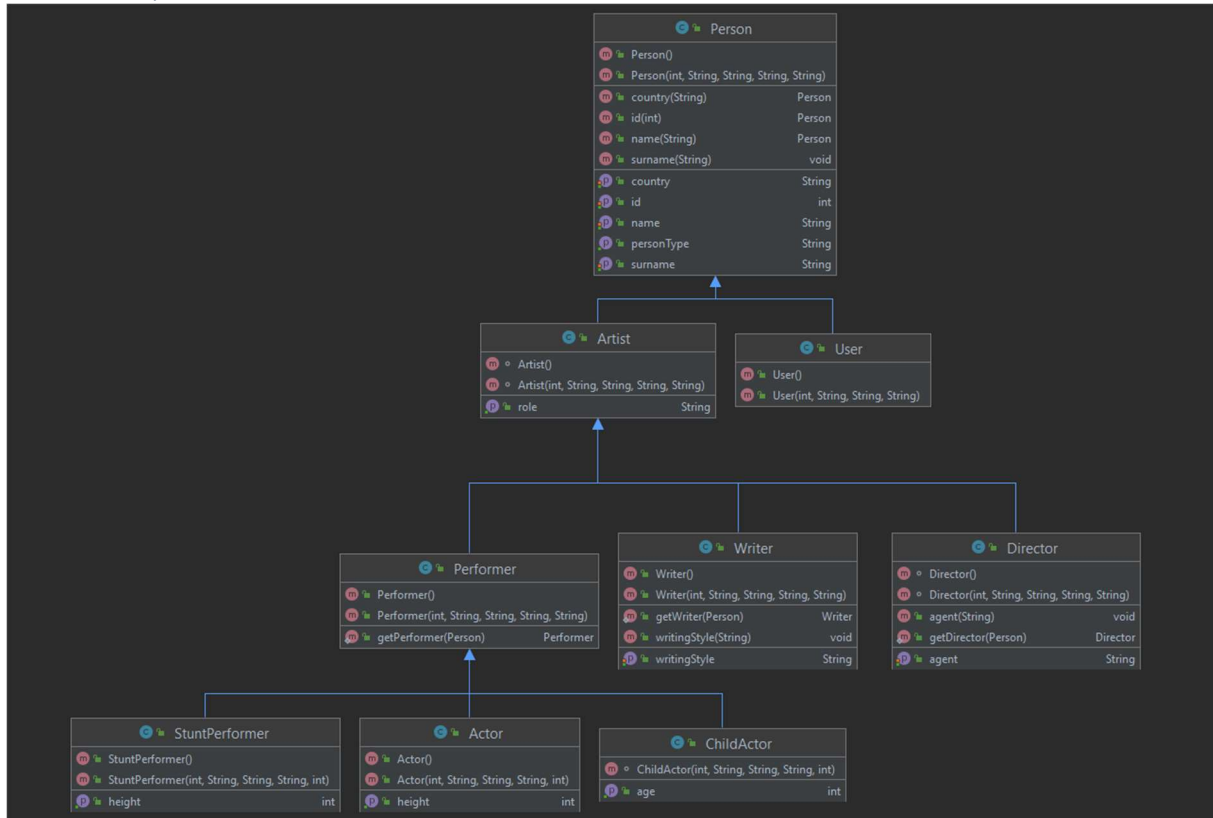 Person
Person()
Person(int, String, String, String, String)
country(String) Person
id(int) Person
name(String) Person
surname(String) void
country String
id int
name String
personType String
surname String
Artist
Artist()
Artist(int, String, String, String, String)
role String
User
User()
User(int, String, String, String)
Performer
Performer()
Performer(int, String, String, String, String)
getPerformer(Person) Performer
Writer
Writer()
Writer(int, String, String, String, String)
getWriter(Person) Writer
writingStyle(String) void
writingStyle String
Director
Director()
Director(int, String, String, String, String)
agent(String) void
getDirector(Person) Director
agent String
StuntPerformer
StuntPerformer()
StuntPerformer(int, String, String, String, int)
height int
Actor
Actor()
Actor(int, String, String, String, int)
height int
ChildActor
ChildActor(int, String, String, String, int)
age int